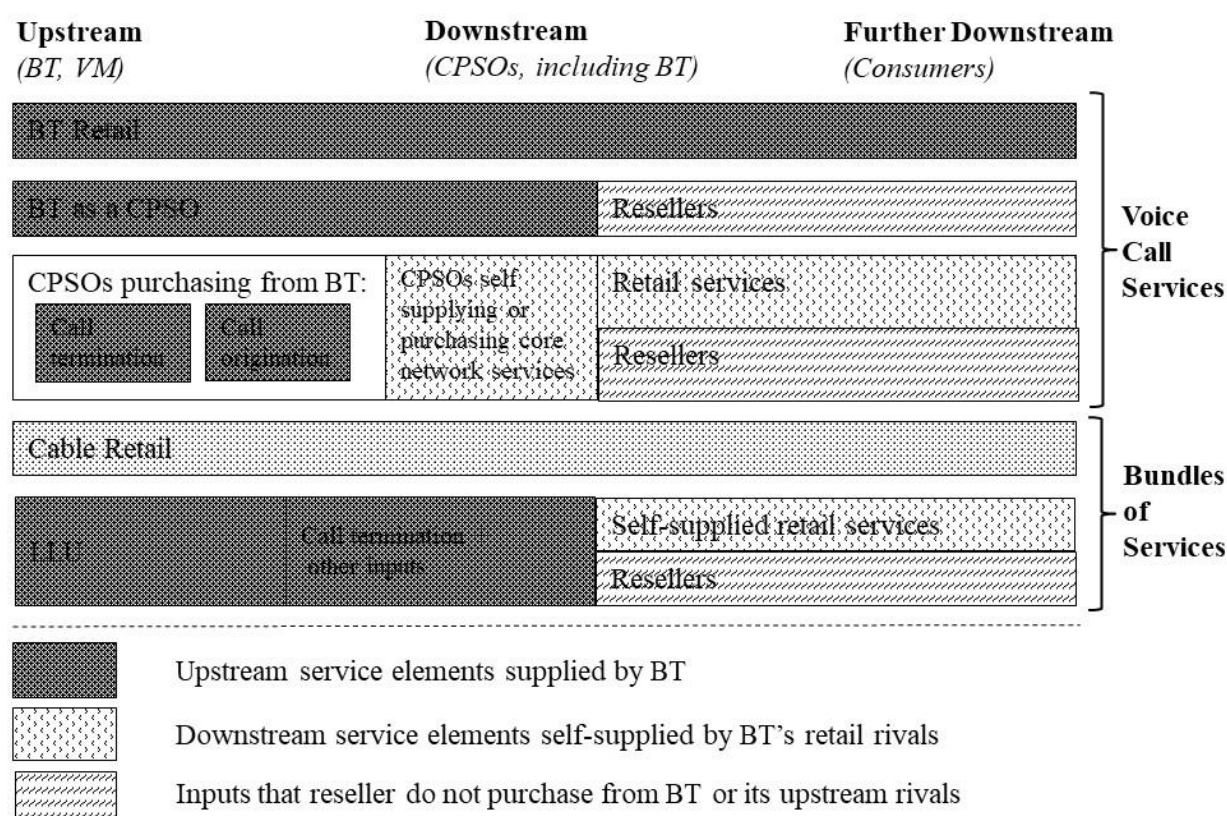 Upstream
(BT, VM)
Downstream
(CPSOs, including BT)
Further Downstream
(Consumers)
BT Retail
BT as a CPSO
Resellers
CPSOs purchasing from BT:
Call
termination
Call
origination
CPSOs self
supplying or
purchasing core
network services
Retail services
Resellers
Voice
Call
Services
Cable Retail
LLU
Call termination +
other inputs
Self-supplied retail services
Resellers
Bundles
of
Services
Upstream service elements supplied by BT
Downstream service elements self-supplied by BT's retail rivals
Inputs that reseller do not purchase from BT or its upstream rivals